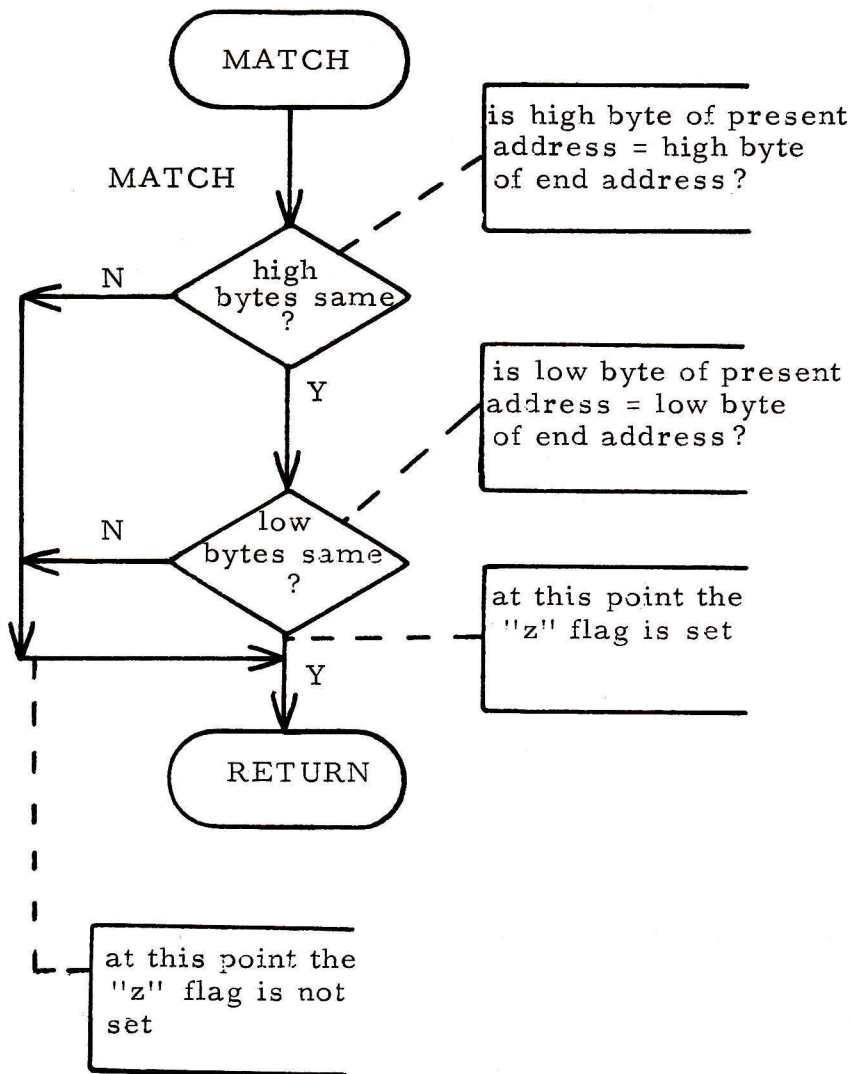 MATCH
is high byte of present
address = high byte
of end address?
MATCH
N
high
bytes same
?
Y
is low byte of present
address = low byte
of end address?
N
low
bytes same
?
at this point the
"z" flag is set
Y
RETURN
at this point the
"z" flag is not
set